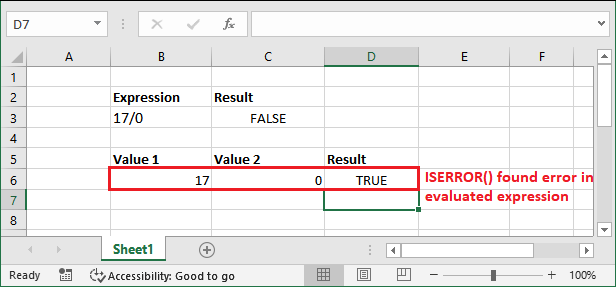 D7
fx
A B C D E F
1
2 Expression Result
3 17/0 FALSE
4
5 Value 1 Value 2 Result
6 17 0 TRUE ISERROR() found error in
7 evaluated expression
8
Sheet1
Ready Accessibility: Good to go 100%